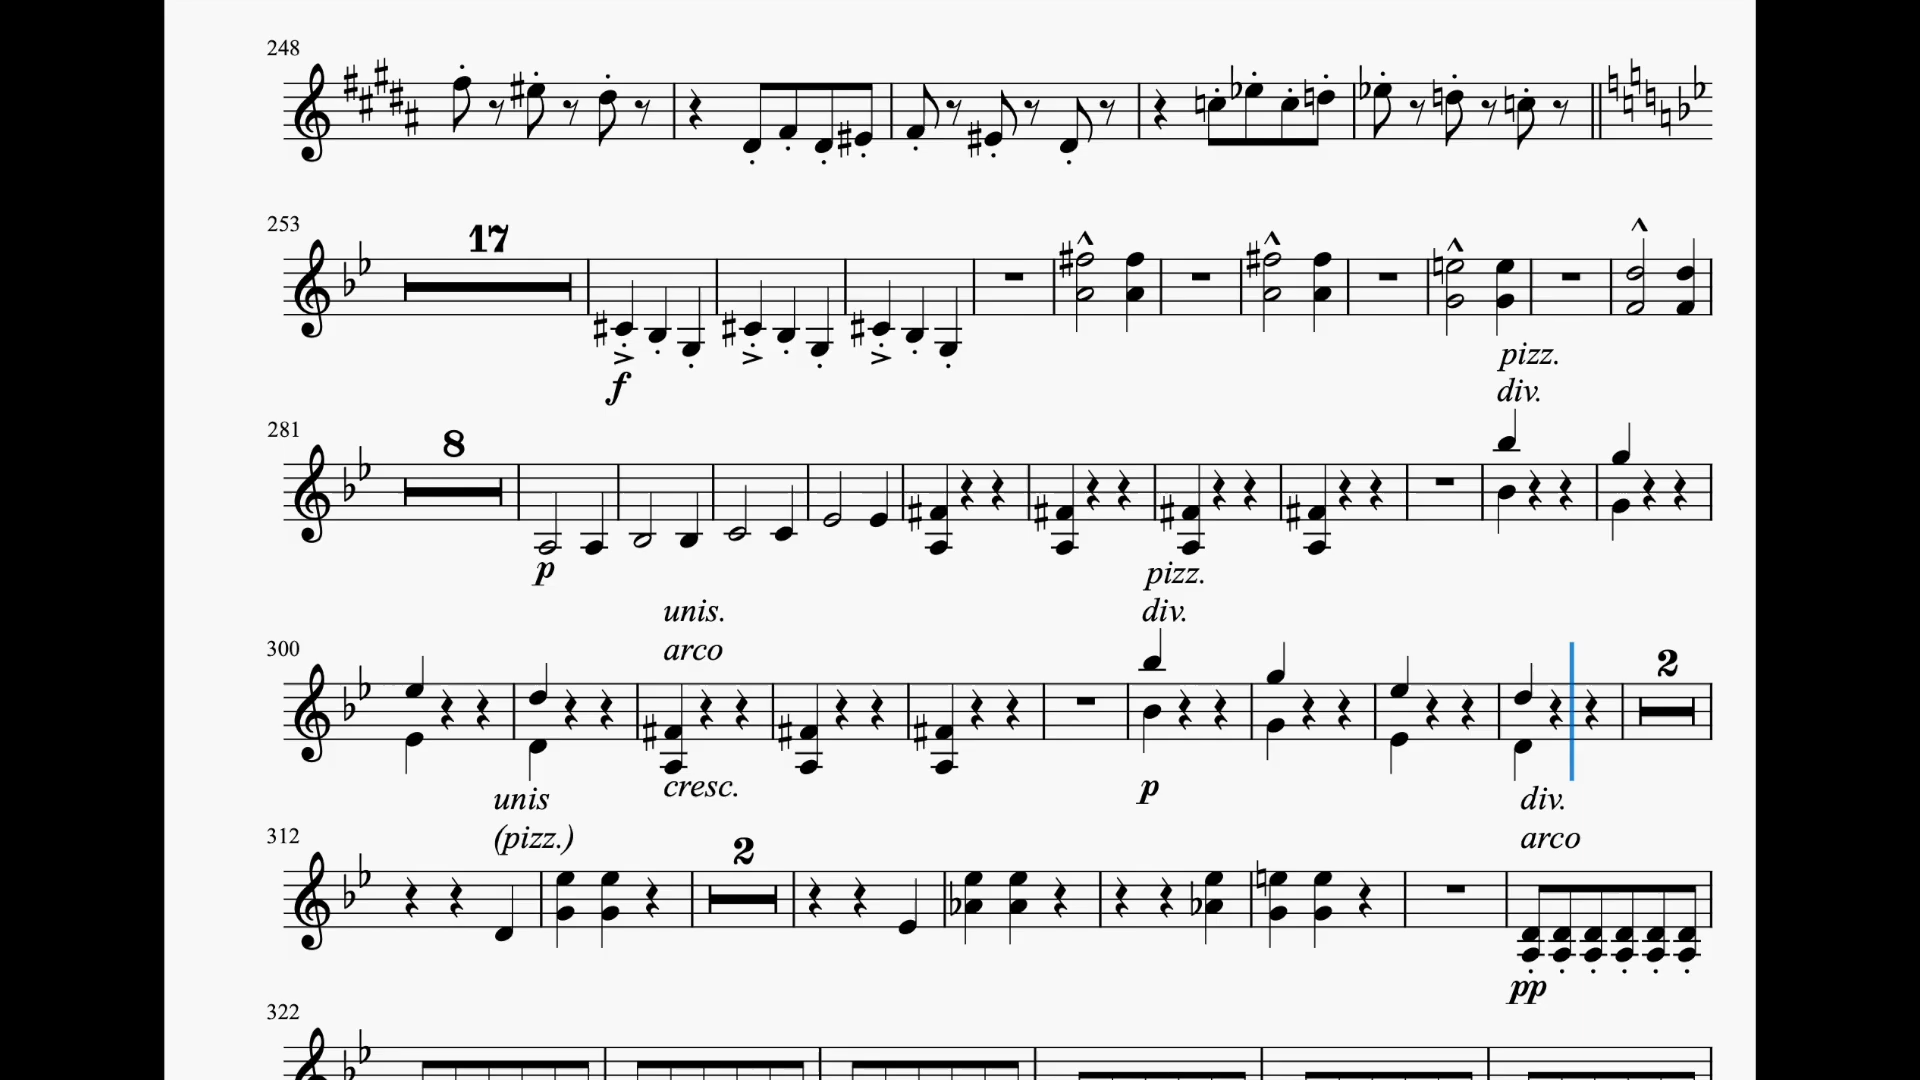 248
253
17
f
pizz.
div.
281
8
p
pizz.
div.
unis.
arco
300
2
cresc.
p
unis
(pizz.)
div.
arco
312
2
pp
322